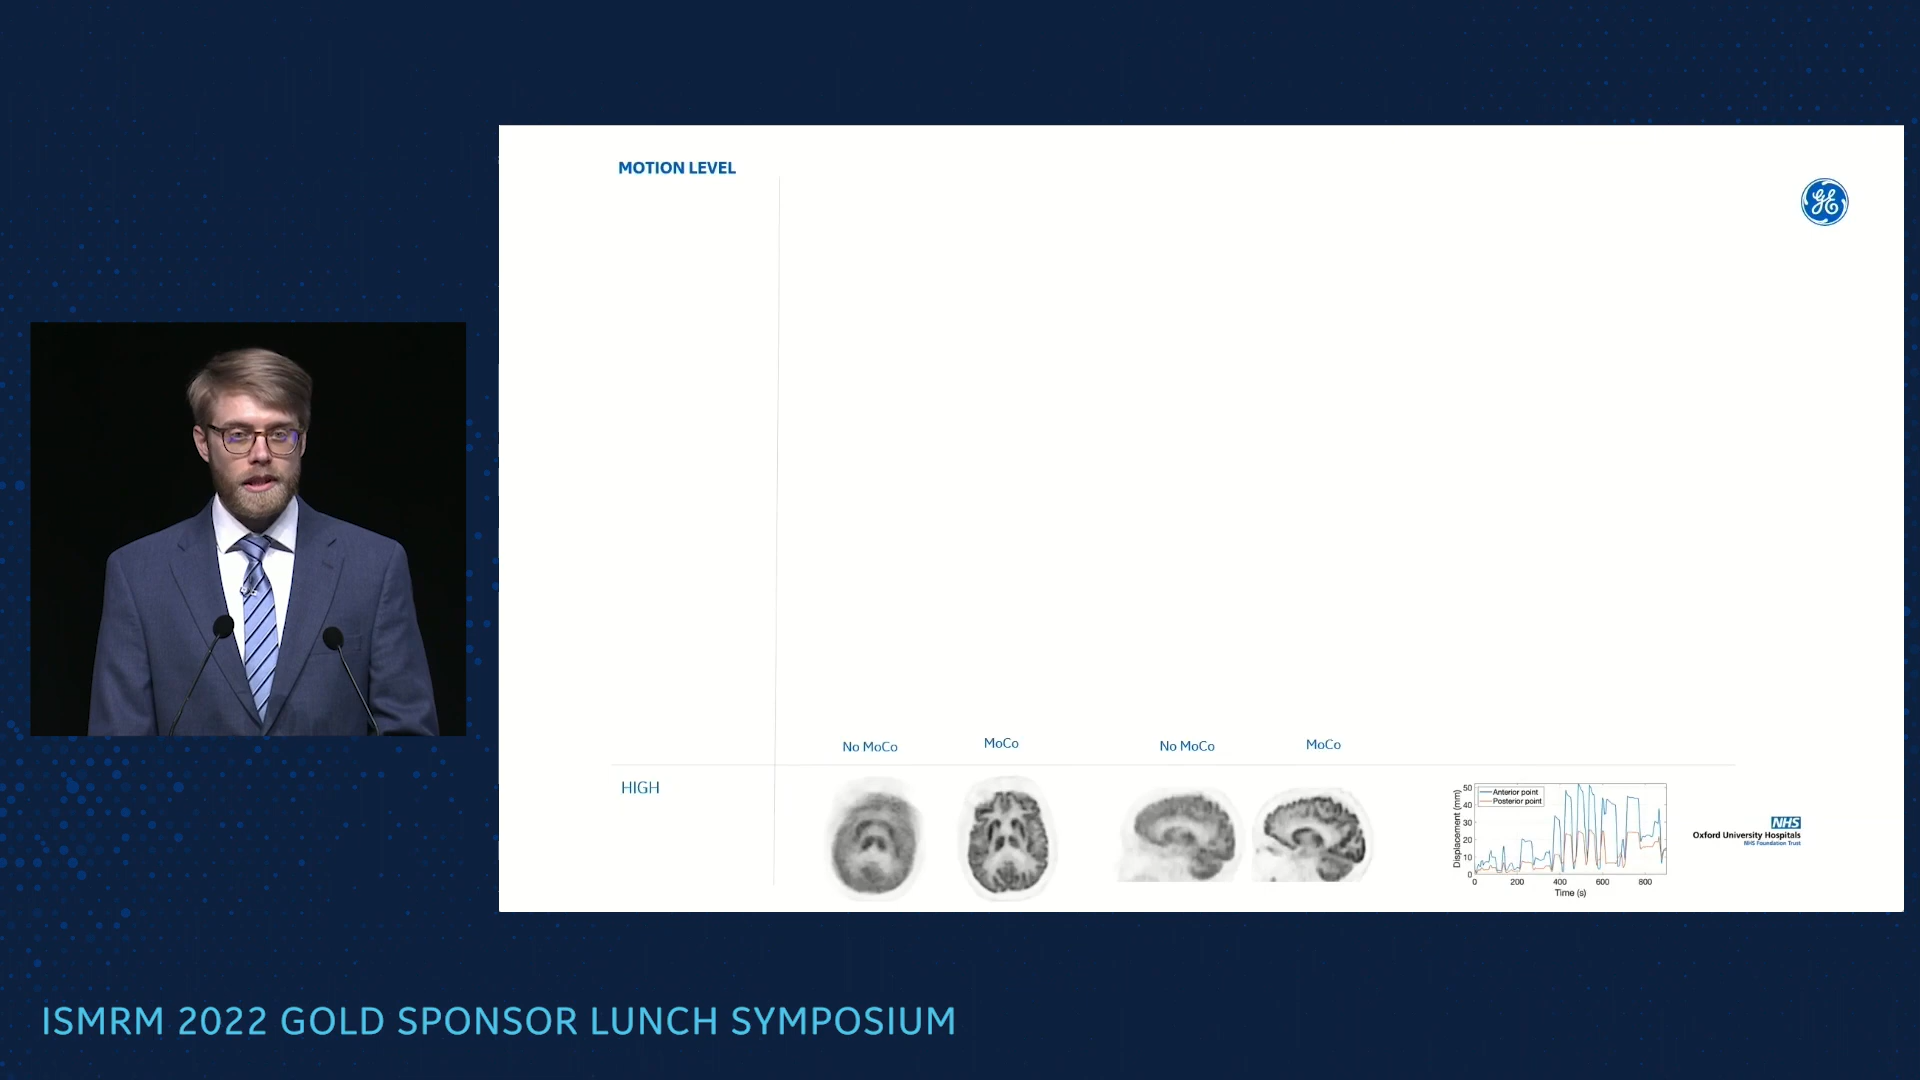 MOTION LEVEL
GE
No MoCo
MoCo
No MoCo
MoCo
HIGH
Displacement (mm)
50
40
30
20
10
0
Anterior point
Posterior point
0
200
400
600
800
Time (s)
NHS
Oxford University Hospitals
NHS Foundation Trust
ISMRM 2022 GOLD SPONSOR LUNCH SYMPOSIUM